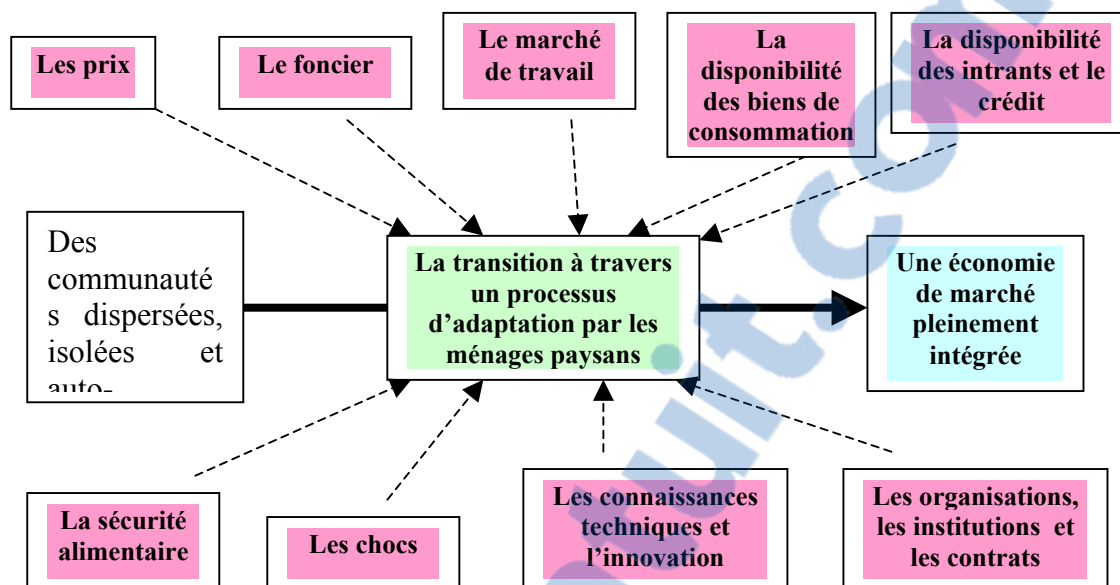 Les prix
Le foncier
Le marché
de travail
La
disponibilité
des biens de
consommation
La disponibilité
des intrants et le
crédit
Des
communauté
s dispersées,
isolées et
auto-
La transition à travers
un processus
d’adaptation par les
ménages paysans
Une économie
de marché
pleinement
intégrée
La sécurité
alimentaire
Les chocs
Les connaissances
techniques et
l’innovation
Les organisations,
les institutions et
les contrats